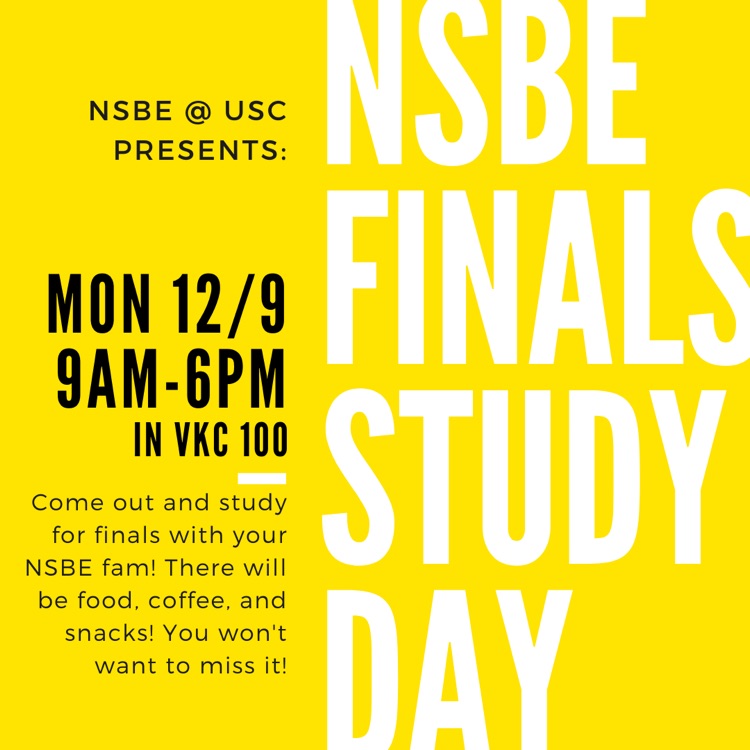 NSBE @ USC
PRESENTS:
MON 12/9
9AM-6PM
IN VKC 100
Come out and study
for finals with your
NSBE fam! There will
be food, coffee, and
snacks! You won't
want to miss it!
NSBE
FINALS
STUDY
DAY